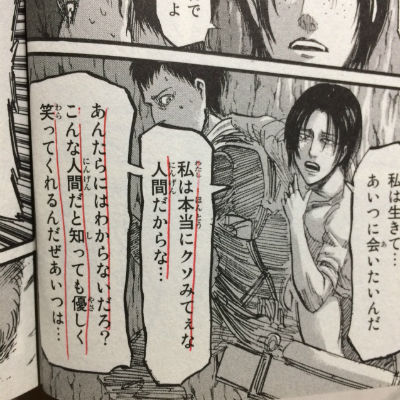 で
よ
私は生きて…
あいつに会いたいんだ
私は本当にクソみてぇな
人間だからな…
あんたらにはわからないだろ?
こんな人間だと知っても優しく
笑ってくれるんだぜあいつは…